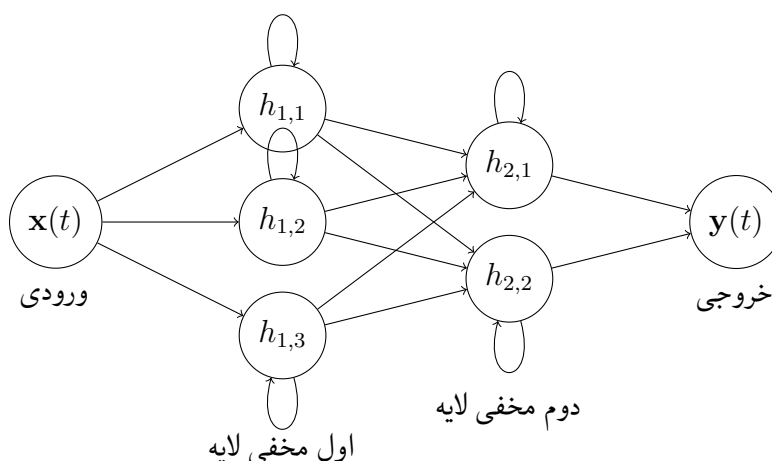 h₁,₁
h₂,₁
x(t)
h₁,₂
y(t)
h₂,₂
ورودی
خروجی
h₁,₃
دوم مخفی لایه
اول مخفی لایه